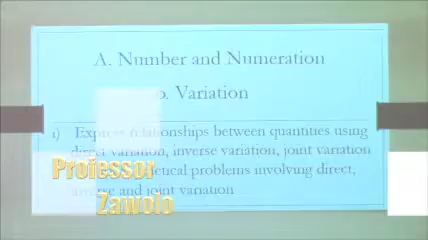 A. Number and Numeration
b. Variation
Express relationships between quantities using
direct variation, inverse variation, joint variation
problems involving direct,
and joint variation
Professor
Zawolo